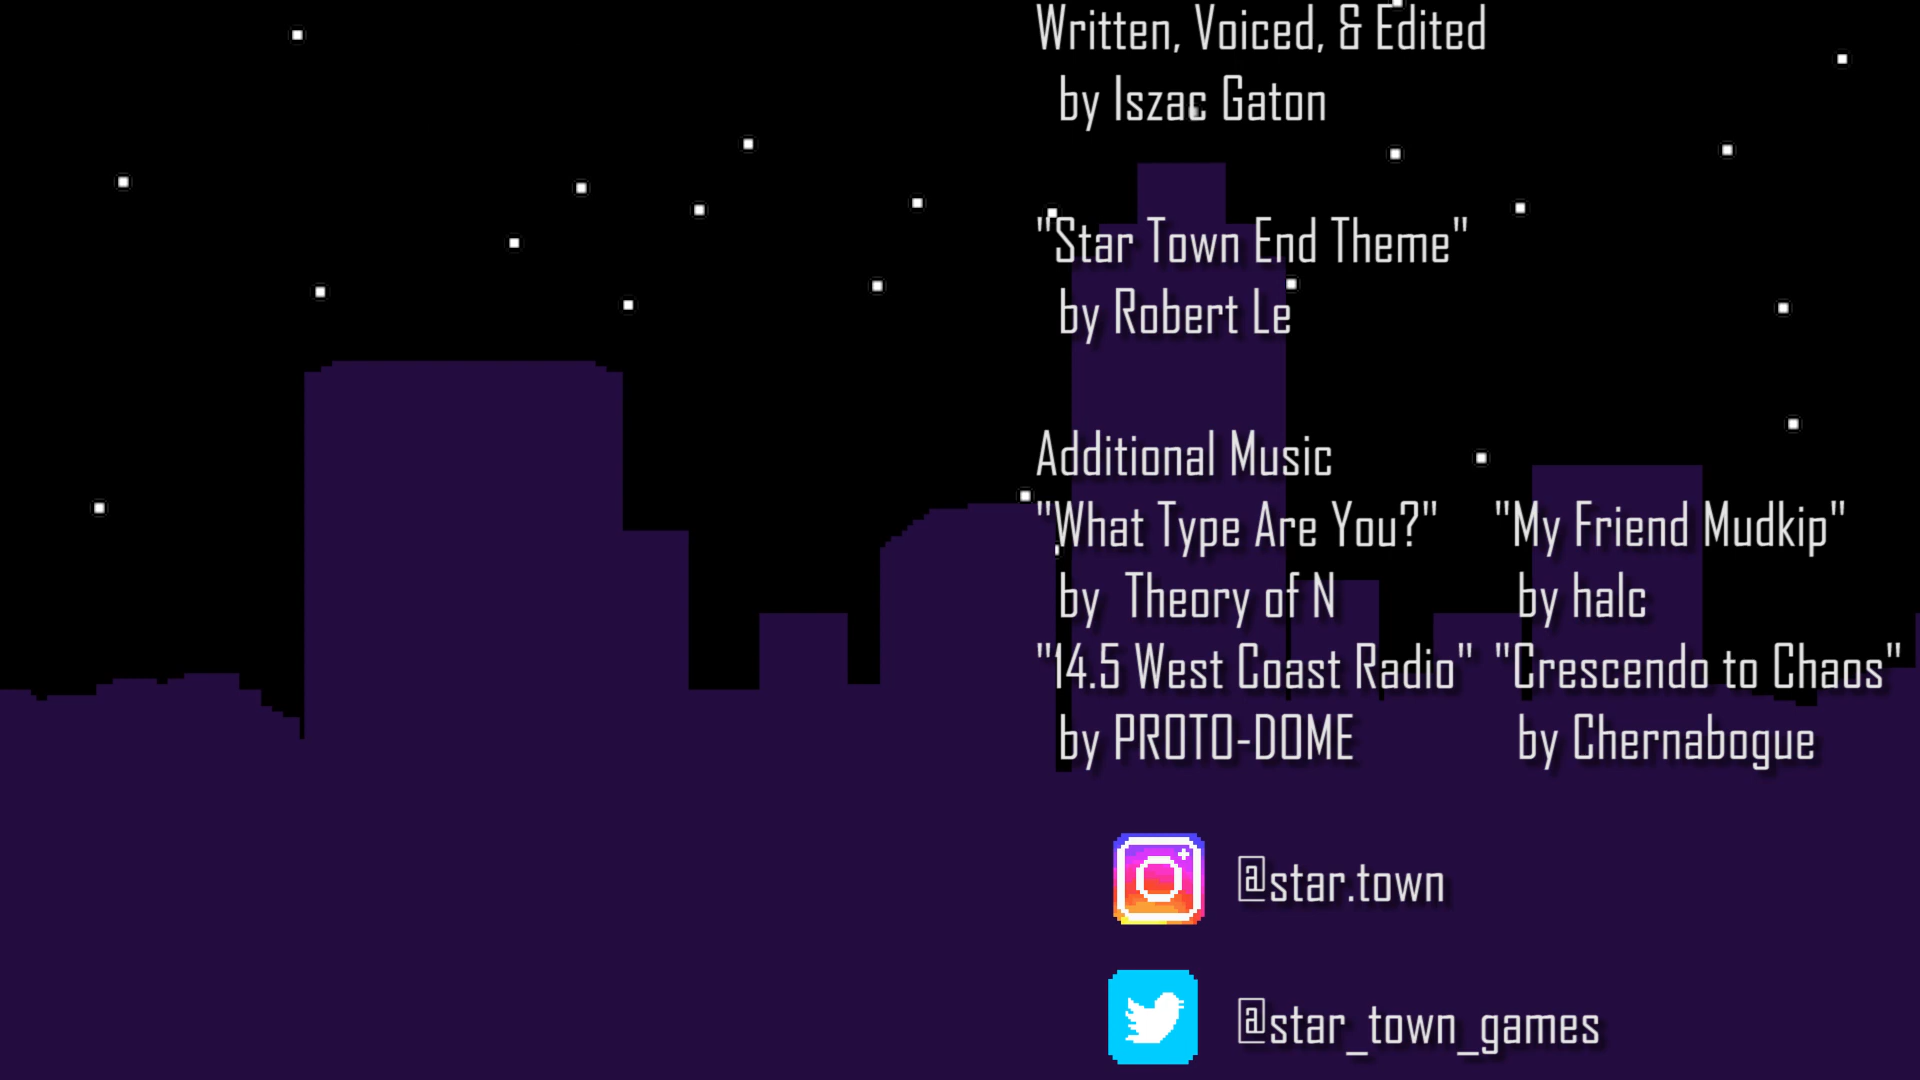 Written, Voiced, & Edited
by Iszac Gaton
"Star Town End Theme"
by Robert Le
Additional Music
"What Type Are You?" "My Friend Mudkip"
by Theory of N by halc
"14.5 West Coast Radio" "Crescendo to Chaos"
by PROTO-DOME by Chernabogue
@star.town
@star_town_games